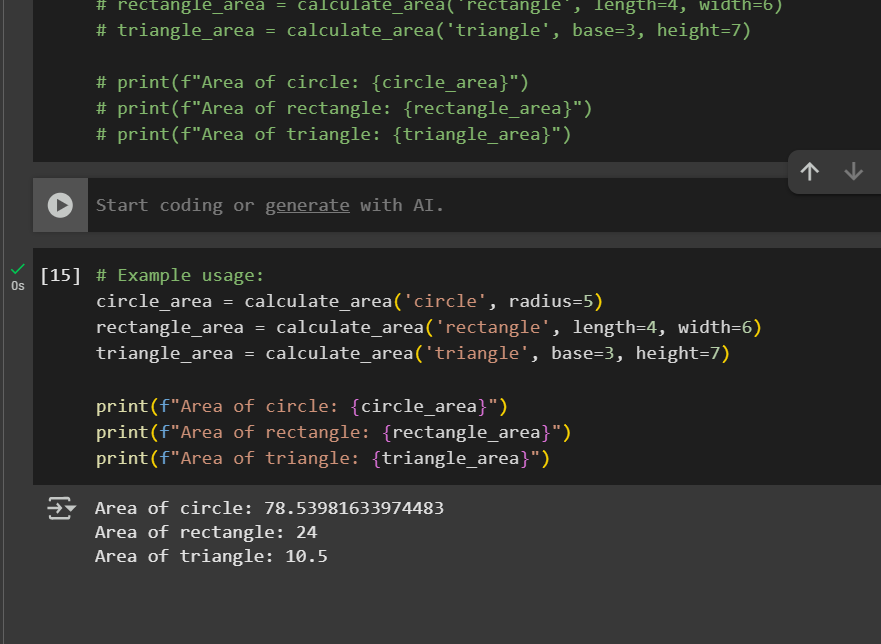 # rectangle_area = calculate_area('rectangle', length=4, width=6)
# triangle_area = calculate_area('triangle', base=3, height=7)
# print(f"Area of circle: {circle_area}")
# print(f"Area of rectangle: {rectangle_area}")
# print(f"Area of triangle: {triangle_area}")
Start coding or generate with AI.
[15] # Example usage:
0s
circle_area = calculate_area('circle', radius=5)
rectangle_area = calculate_area('rectangle', length=4, width=6)
triangle_area = calculate_area('triangle', base=3, height=7)
print(f"Area of circle: {circle_area}")
print(f"Area of rectangle: {rectangle_area}")
print(f"Area of triangle: {triangle_area}")
Area of circle: 78.53981633974483
Area of rectangle: 24
Area of triangle: 10.5